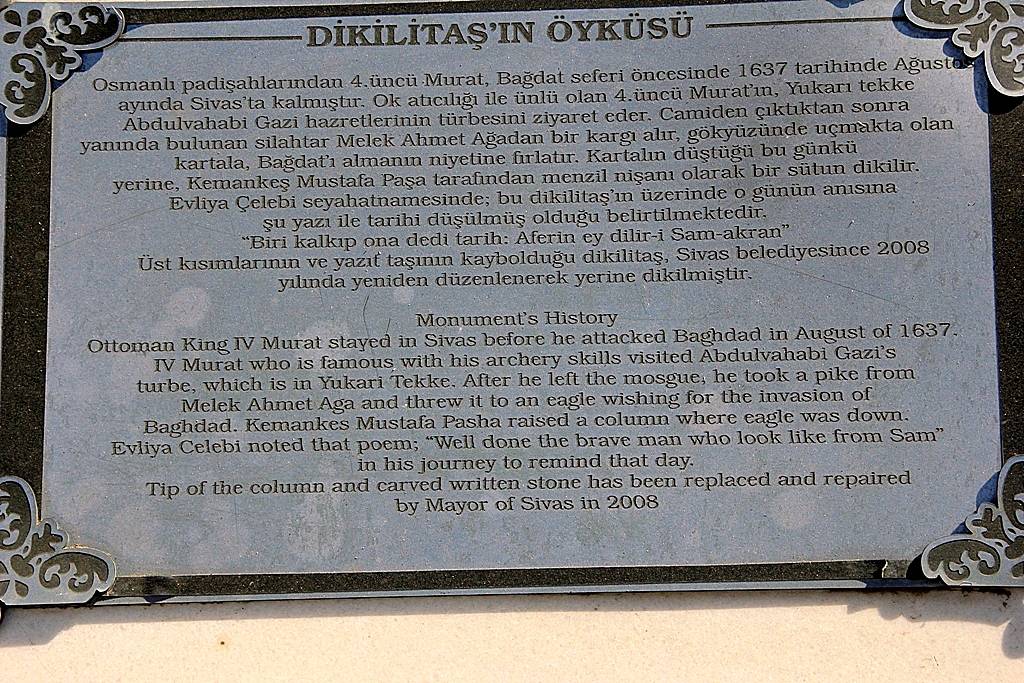 DİKİLİTAŞ'IN ÖYKÜSÜ
Osmanlı padişahlarından 4.üncü Murat, Bağdat seferi öncesinde 1637 tarihinde Ağustos
ayında Sivas'ta kalmıştır. Ok atıcılığı ile ünlü olan 4.üncü Murat'ın, Yukarı tekke
Abdulvahabi Gazi hazretlerinin türbesini ziyaret eder. Camiden çıktıktan sonra
yanında bulunan silahtar Melek Ahmet Ağadan bir kargı alır, gökyüzünde uçmakta olan
kartala, Bağdat'ı almanın niyetine fırlatır. Kartalın düştüğü bu günkü
yerine, Kemankeş Mustafa Paşa tarafından menzil nişanı olarak bir sütun dikilir.
Evliya Çelebi seyahatnamesinde; bu dikilitaş'ın üzerinde o günün anısına
şu yazı ile tarihi düşülmüş olduğu belirtilmektedir.
"Biri kalkıp ona dedi tarih: Aferin ey dilir-i Sam-akran"
Üst kısımlarının ve yazıf taşının kaybolduğu dikilitaş, Sivas belediyesince 2008
yılında yeniden düzenlenerek yerine dikilmiştir.
Monument's History
Ottoman King IV Murat stayed in Sivas before he attacked Baghdad in August of 1637.
IV Murat who is famous with his archery skills visited Abdulvahabi Gazi's
turbe, which is in Yukari Tekke. After he left the mosgue, he took a pike from
Melek Ahmet Aga and threw it to an eagle wishing for the invasion of
Baghdad. Kemankes Mustafa Pasha raised a column where eagle was down.
Evliya Celebi noted that poem; "Well done the brave man who look like from Sam"
in his journey to remind that day.
Tip of the column and carved written stone has been replaced and repaired
by Mayor of Sivas in 2008